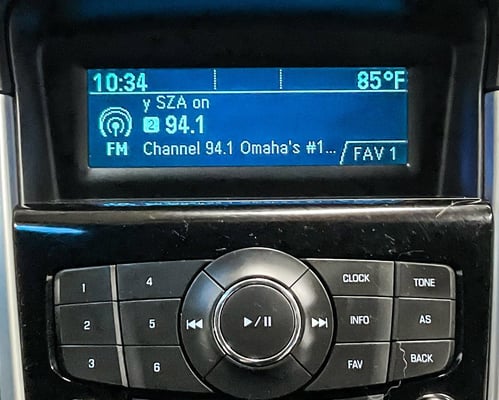 10:34 85°F
y SZA on
2 94.1
FM Channel 94.1 Omaha's #1... FAV 1
1 4 CLOCK TONE
2 5 INFO AS
3 6 FAV BACK